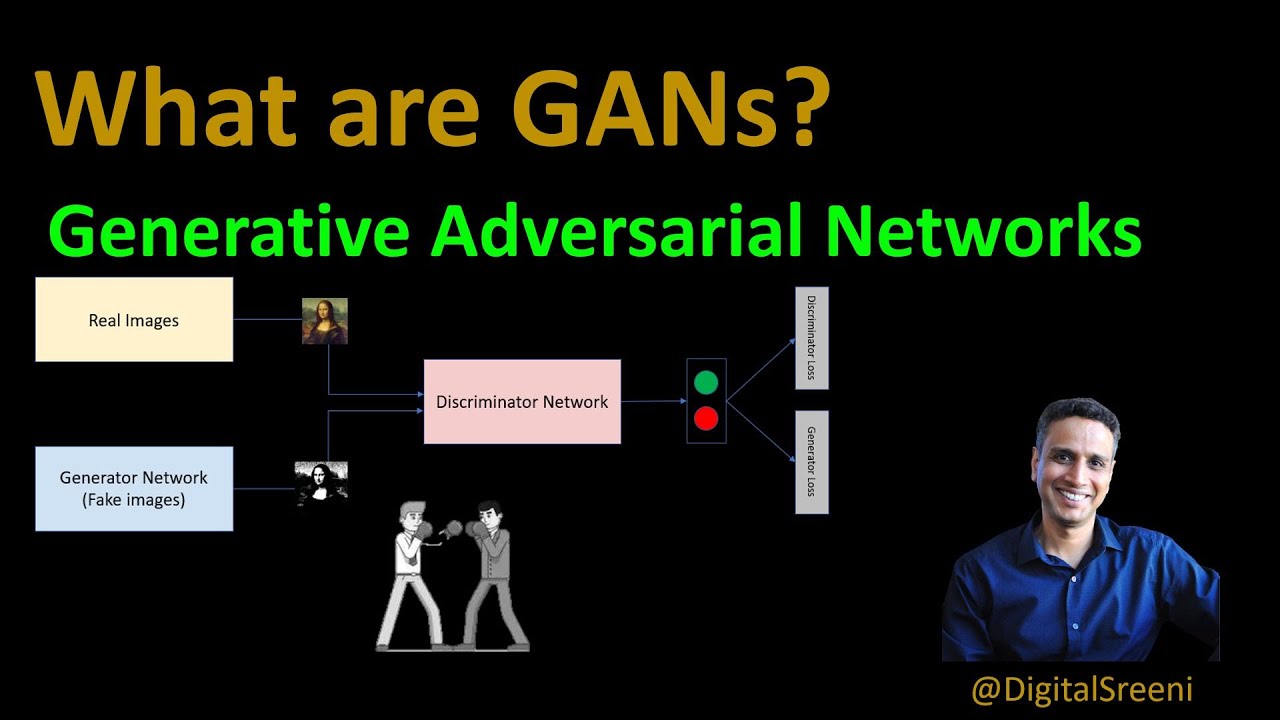 What are GANs?
Generative Adversarial Networks
Real Images
Discriminator Network
Generator Network
(Fake images)
Discriminator Loss
Generator Loss
@DigitalSreeni